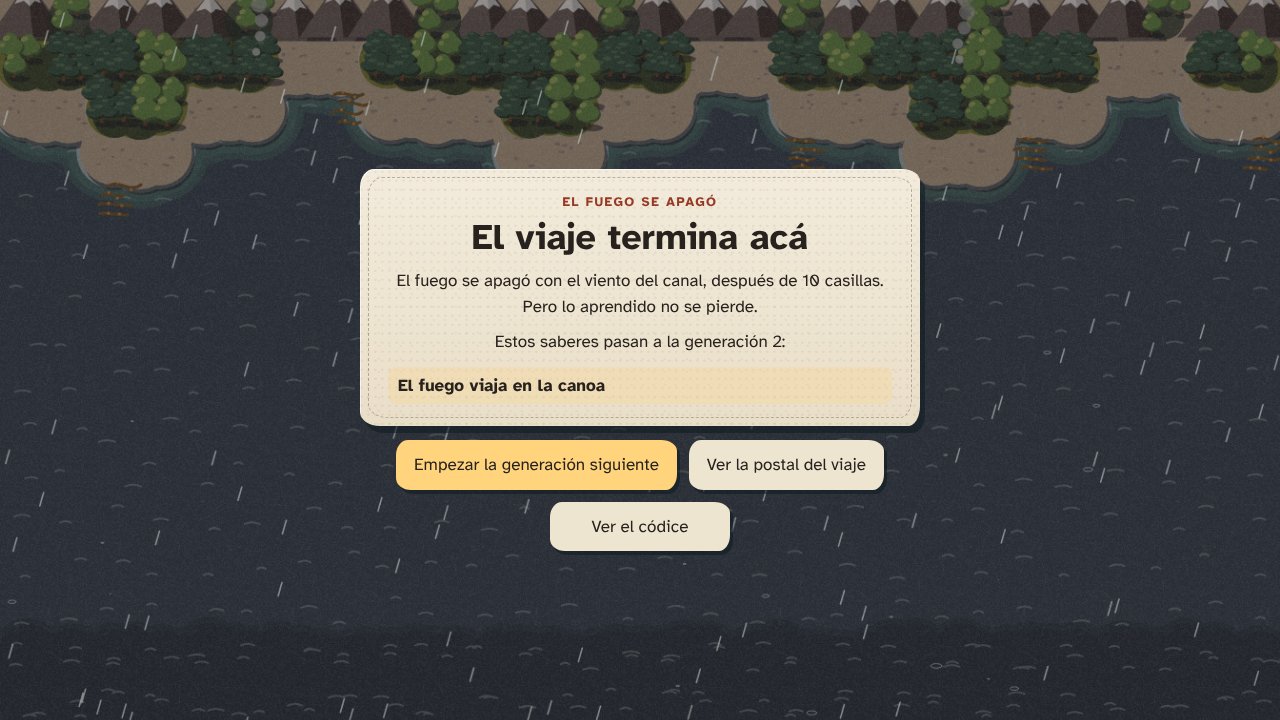 EL FUEGO SE APAGÓ
El viaje termina acá
El fuego se apagó con el viento del canal, después de 10 casillas.
Pero lo aprendido no se pierde.
Estos saberes pasan a la generación 2:
El fuego viaja en la canoa
Empezar la generación siguiente
Ver la postal del viaje
Ver el códice